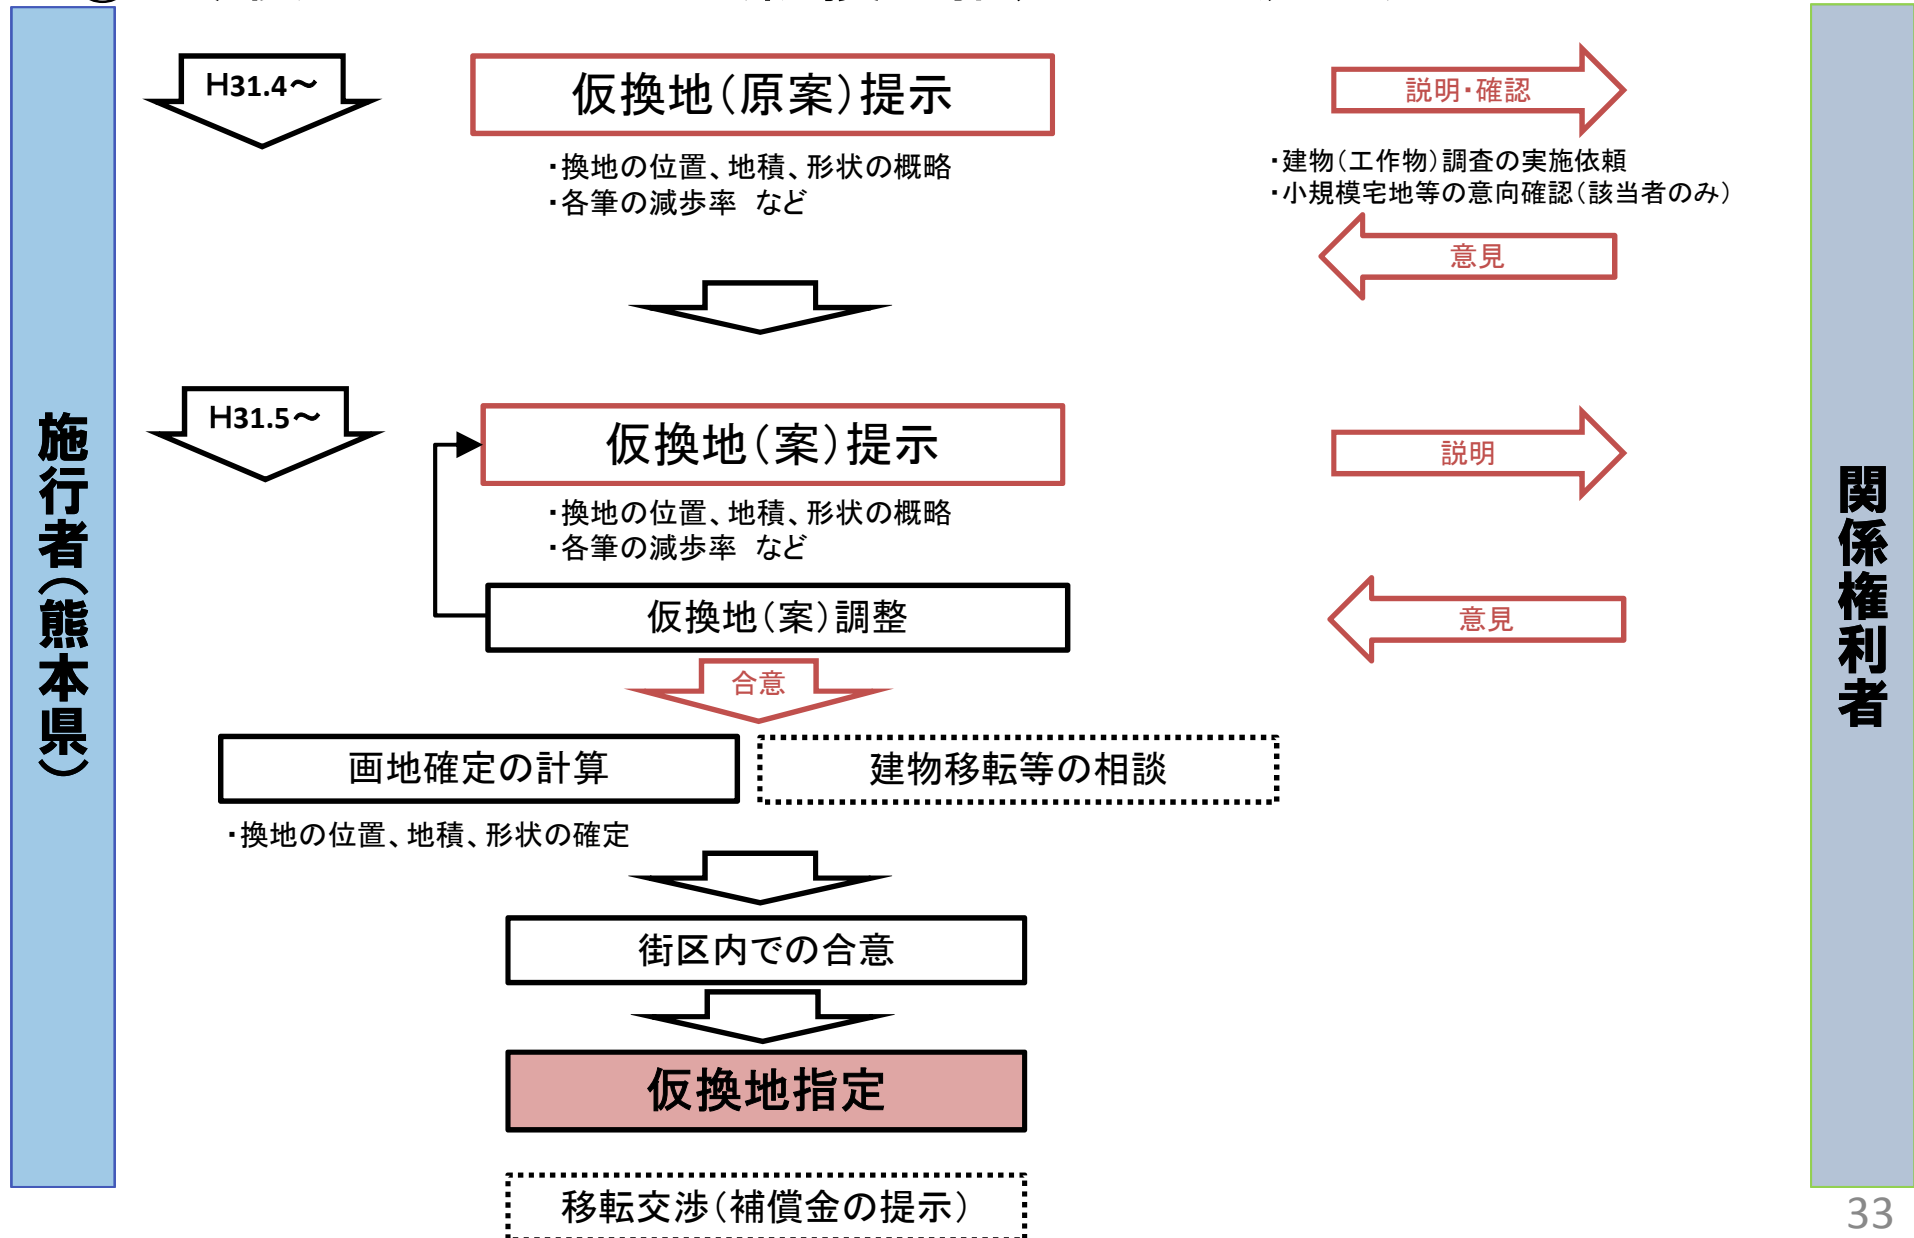 H31.4～
仮換地（原案）提示
説明・確認
・換地の位置、地積、形状の概略
・各筆の減歩率 など
・建物（工作物）調査の実施依頼
・小規模宅地等の意向確認（該当者のみ）
意見
H31.5～
仮換地（案）提示
説明
・換地の位置、地積、形状の概略
・各筆の減歩率 など
仮換地（案）調整
意見
合意
画地確定の計算
建物移転等の相談
・換地の位置、地積、形状の確定
街区内での合意
仮換地指定
移転交渉（補償金の提示）
施行者（熊本県）
関係権利者
33